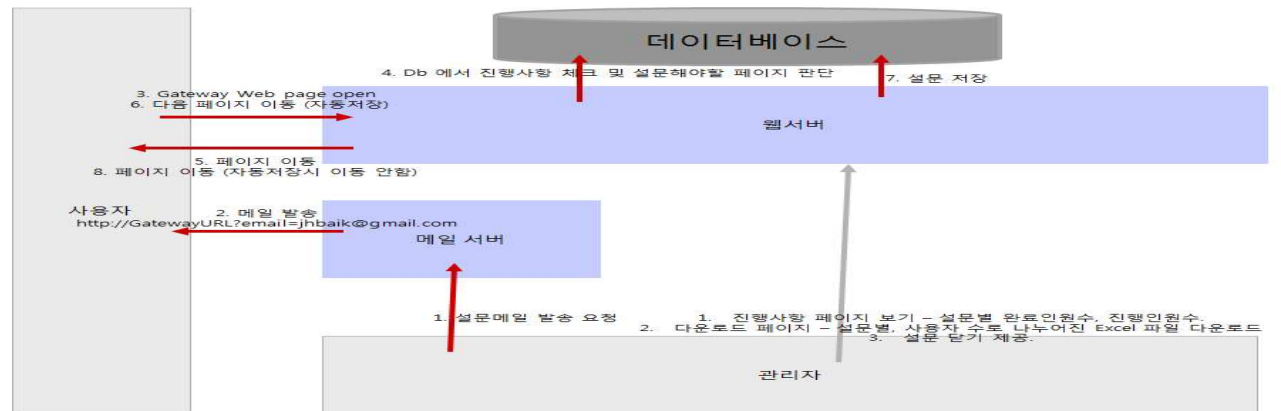 데이터베이스
4. Db 에서 진행사항 체크 및 설문해야할 페이지 판단
7. 설문 저장
3. Gateway Web page open
6. 다음 페이지 이동 (자동저장)
웹서버
5. 페이지 이동
8. 페이지 이동 (자동저장시 이동 안함)
사용자
2. 메일 발송
http://GatewayURL?email=jhbaik@gmail.com
메일 서버
1. 설문메일 발송 요청
1. 진행사항 페이지 보기 – 설문별 완료인원수, 진행인원수.
2. 다운로드 페이지 – 설문별, 사용자 수로 나누어진 Excel 파일 다운로드
3. 설문 닫기 제공.
관리자